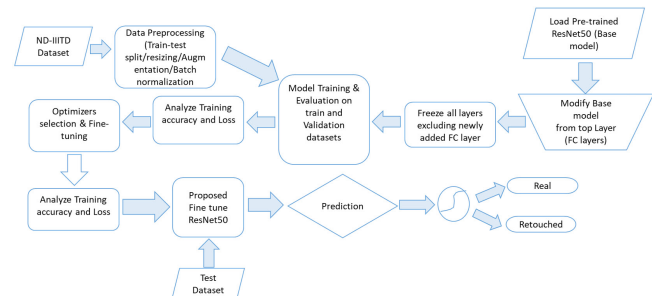 ND-IIITD
Dataset
Data Preprocessing
(Train-test
split/resizing/Augm
entation/Batch
normalization
Load Pre-trained
ResNet50 (Base
model)
Optimizers
selection & Fine-
tuning
Analyze Training
accuracy and Loss
Model Training &
Evaluation on
train and
Validation
datasets
Freeze all layers
excluding newly
added FC layer
Modify Base
model
from top Layer
(FC layers)
Analyze Training
accuracy and Loss
Proposed
Fine tune
ResNet50
Prediction
Real
Retouched
Test
Dataset